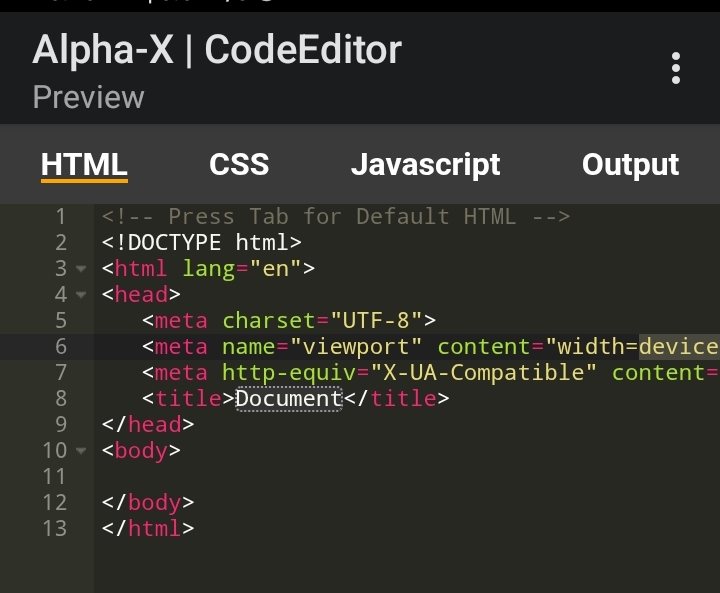 Alpha-X | CodeEditor
Preview
HTML CSS Javascript Output
1 <!-- Press Tab for Default HTML -->
2 <!DOCTYPE html>
3 <html lang="en">
4 <head>
5 <meta charset="UTF-8">
6 <meta name="viewport" content="width=device
7 <meta http-equiv="X-UA-Compatible" content=
8 <title>Document</title>
9 </head>
10 <body>
11
12 </body>
13 </html>